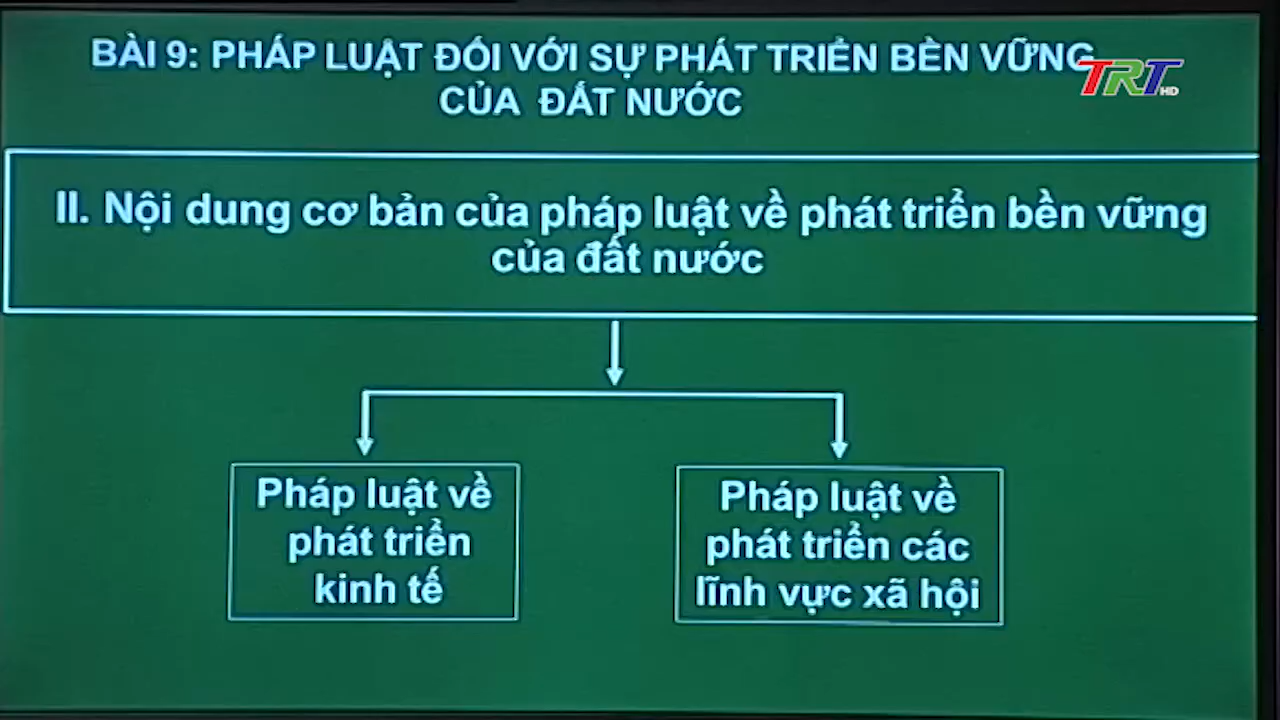 BÀI 9: PHÁP LUẬT ĐỐI VỚI SỰ PHÁT TRIỂN BỀN VỮNG
CỦA ĐẤT NƯỚC
TRT HD
II. Nội dung cơ bản của pháp luật về phát triển bền vững
của đất nước
Pháp luật về
phát triển
kinh tế
Pháp luật về
phát triển các
lĩnh vực xã hội